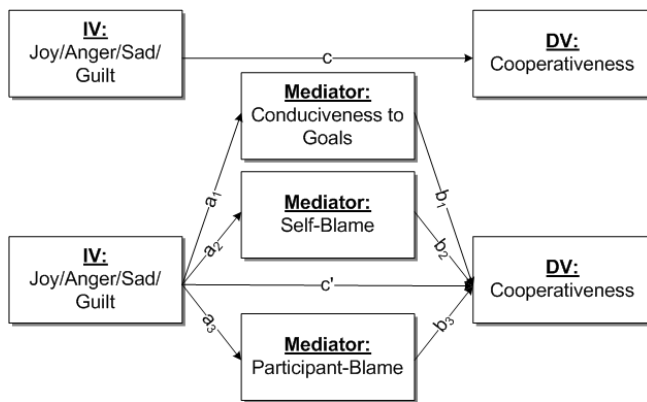 IV:
Joy/Anger/Sad/
Guilt
c
DV:
Cooperativeness
Mediator:
Conduciveness to
Goals
a1
b1
Mediator:
Self-Blame
a2
b2
IV:
Joy/Anger/Sad/
Guilt
c'
DV:
Cooperativeness
a3
b3
Mediator:
Participant-Blame